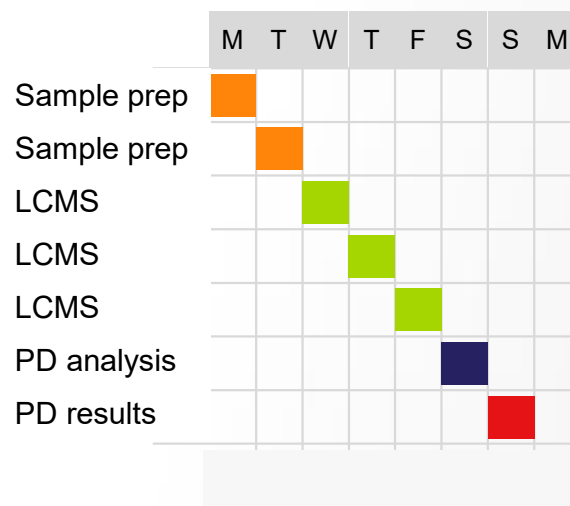 M T W T F S S M
Sample prep
Sample prep
LCMS
LCMS
LCMS
PD analysis
PD results